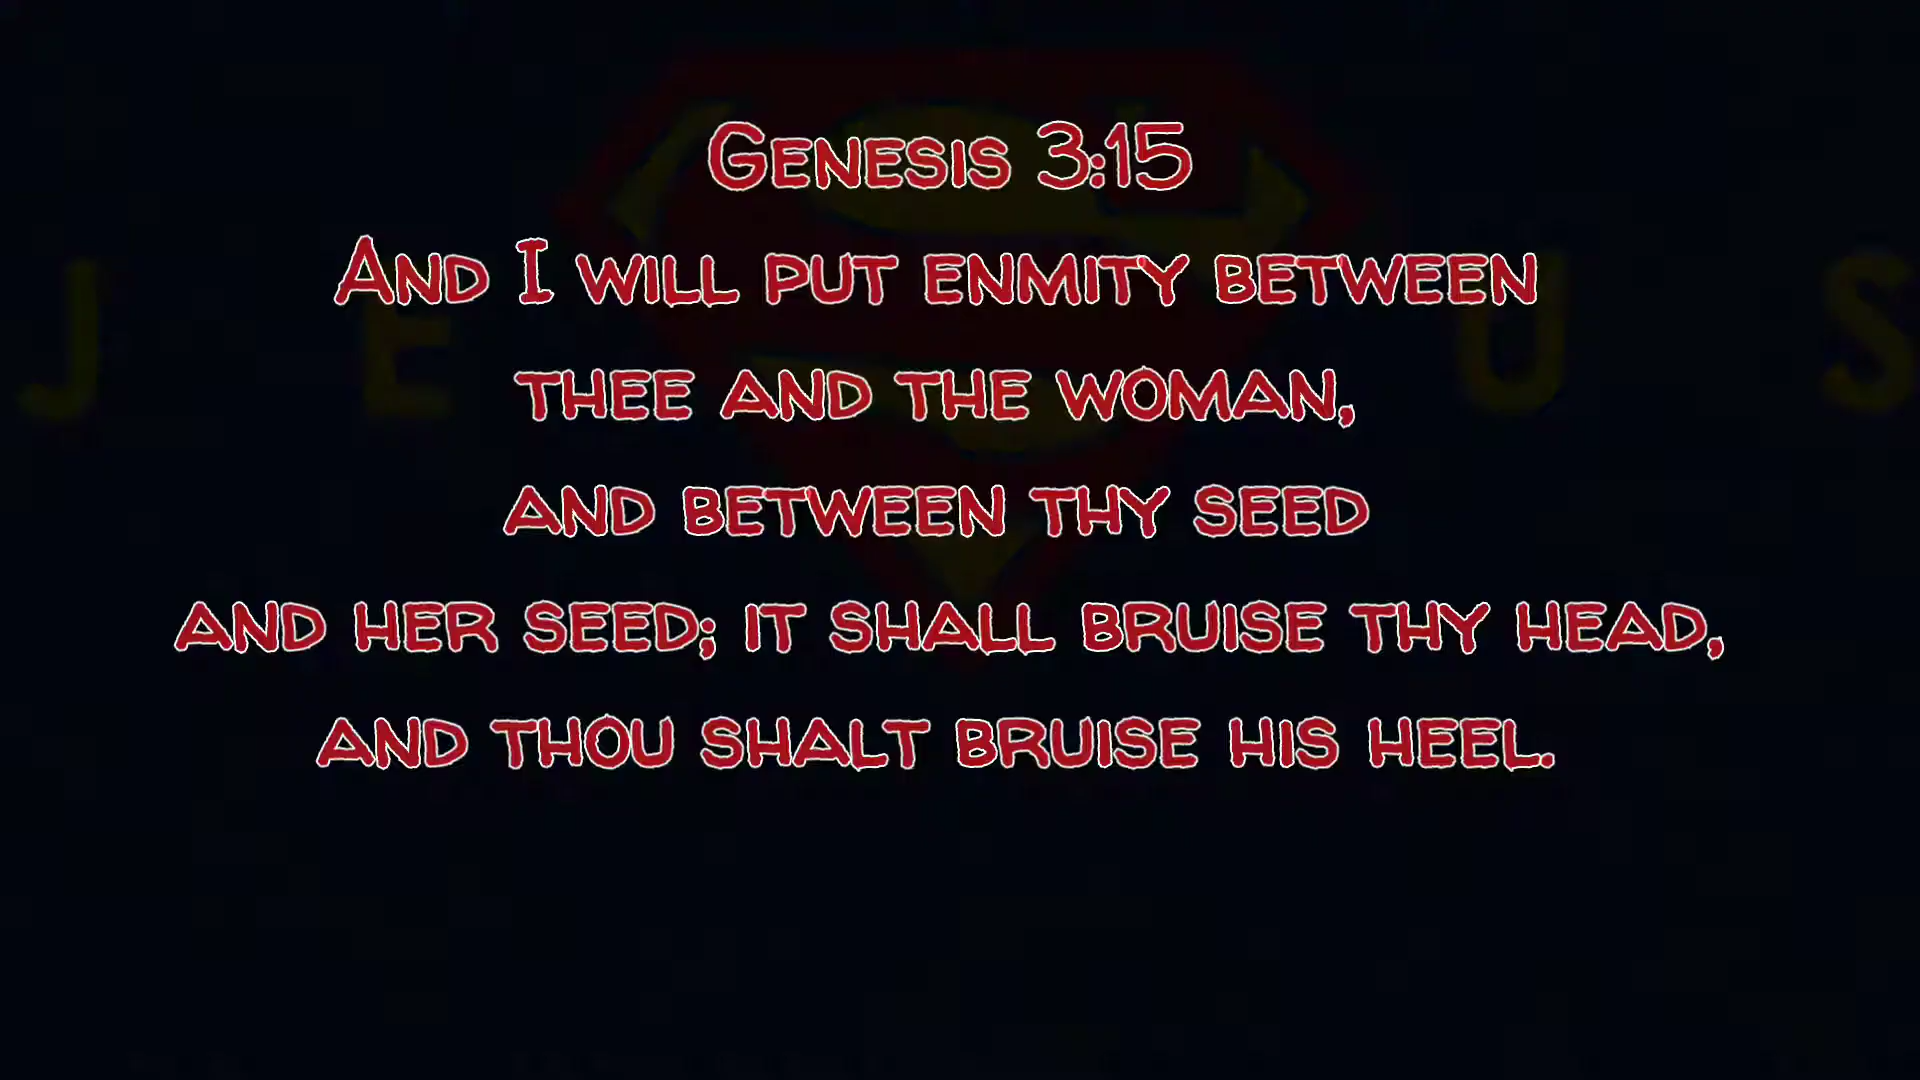 Genesis 3:15
And I will put enmity between
thee and the woman,
and between thy seed
and her seed; it shall bruise thy head,
and thou shalt bruise his heel.
J E S U S